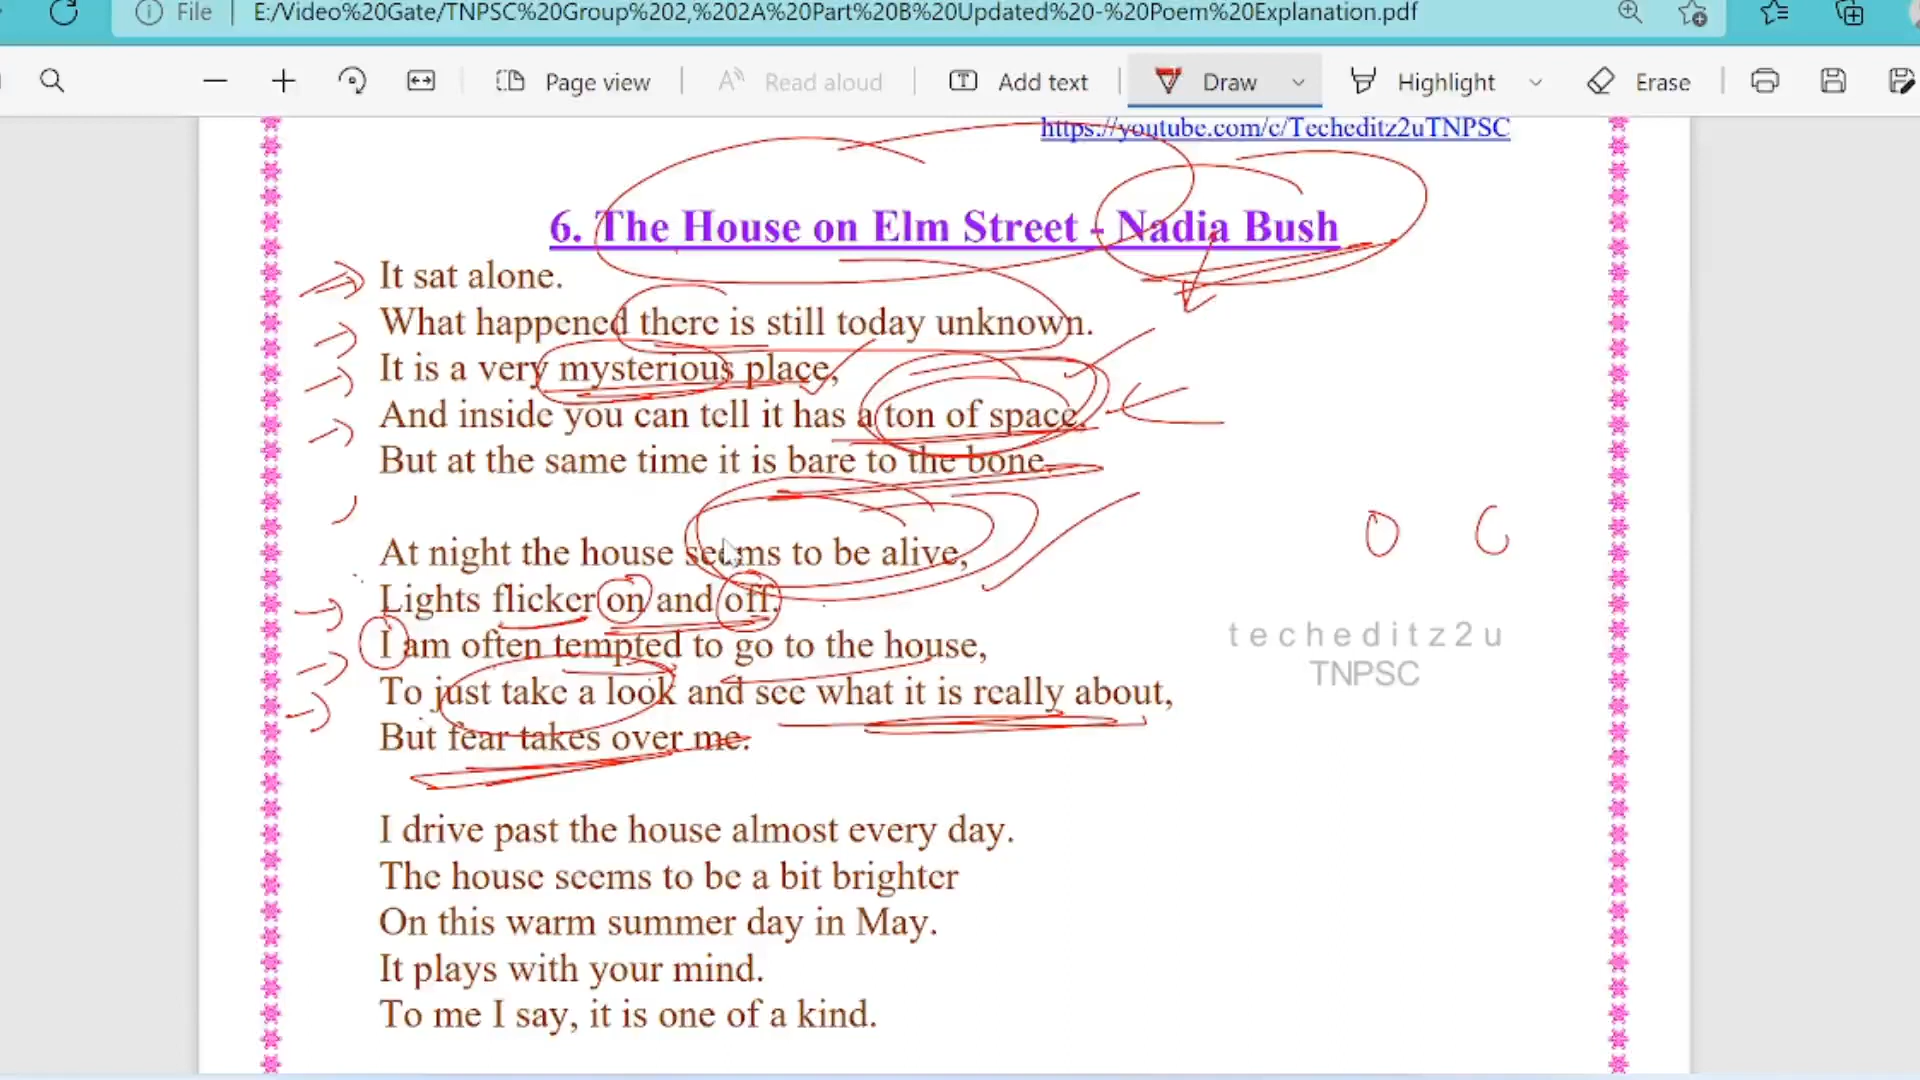 File
E:/Video%20Gate/TNPSC%20Group%202,%202A%20Part%20B%20Updated%20-%20Poem%20Explanation.pdf
Page view
Read aloud
Add text
Draw
Highlight
Erase
https://youtube.com/c/Techeditz2uTNPSC
6. The House on Elm Street - Nadia Bush
It sat alone.
What happened there is still today unknown.
It is a very mysterious place,
And inside you can tell it has a ton of space.
But at the same time it is bare to the bone.
At night the house seems to be alive,
Lights flicker on and off.
I am often tempted to go to the house,
To just take a look and see what it is really about,
But fear takes over me.
techeditz2u
TNPSC
I drive past the house almost every day.
The house seems to be a bit brighter
On this warm summer day in May.
It plays with your mind.
To me I say, it is one of a kind.